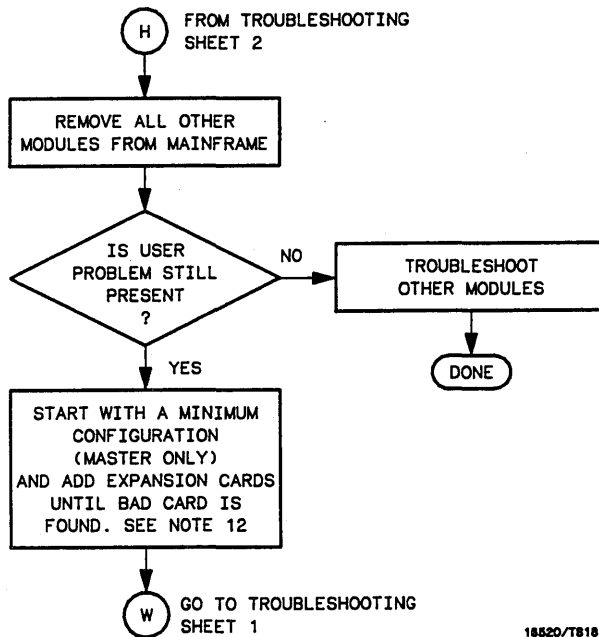 H
FROM TROUBLESHOOTING
SHEET 2
REMOVE ALL OTHER
MODULES FROM MAINFRAME
IS USER
PROBLEM STILL
PRESENT
?
NO
TROUBLESHOOT
OTHER MODULES
DONE
YES
START WITH A MINIMUM
CONFIGURATION
(MASTER ONLY)
AND ADD EXPANSION CARDS
UNTIL BAD CARD IS
FOUND. SEE NOTE 12
W
GO TO TROUBLESHOOTING
SHEET 1
16520/TS18